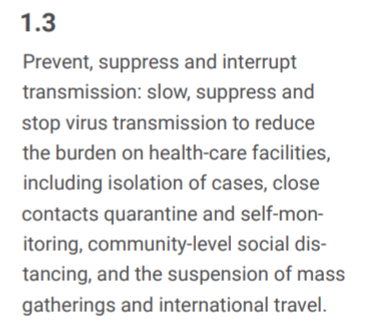 1.3
Prevent, suppress and interrupt
transmission: slow, suppress and
stop virus transmission to reduce
the burden on health-care facilities,
including isolation of cases, close
contacts quarantine and self-mon-
itoring, community-level social dis-
tancing, and the suspension of mass
gatherings and international travel.